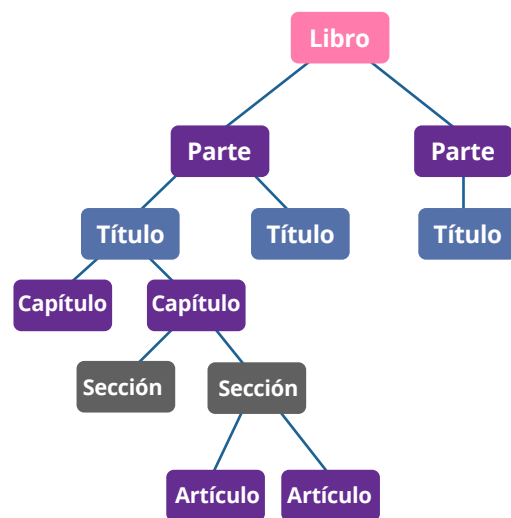 Libro
Parte
Parte
Título
Título
Título
Capítulo
Capítulo
Sección
Sección
Artículo
Artículo